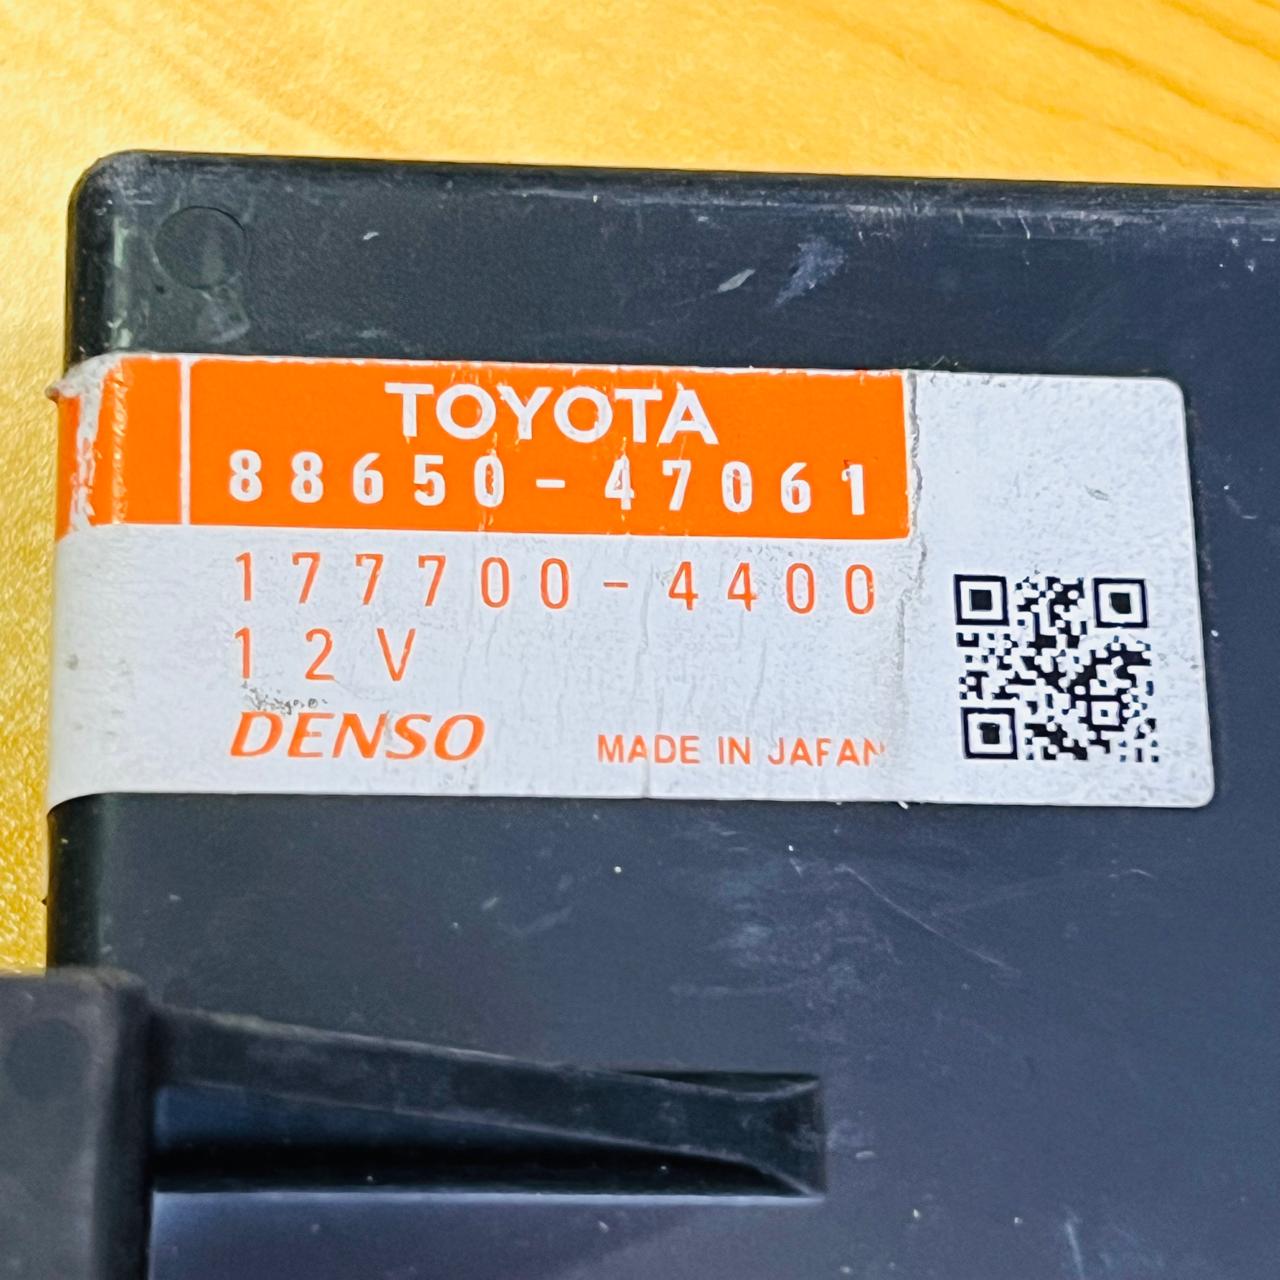 TOYOTA
88650-47061
177700-4400
12V
DENSO
MADE IN JAPAN